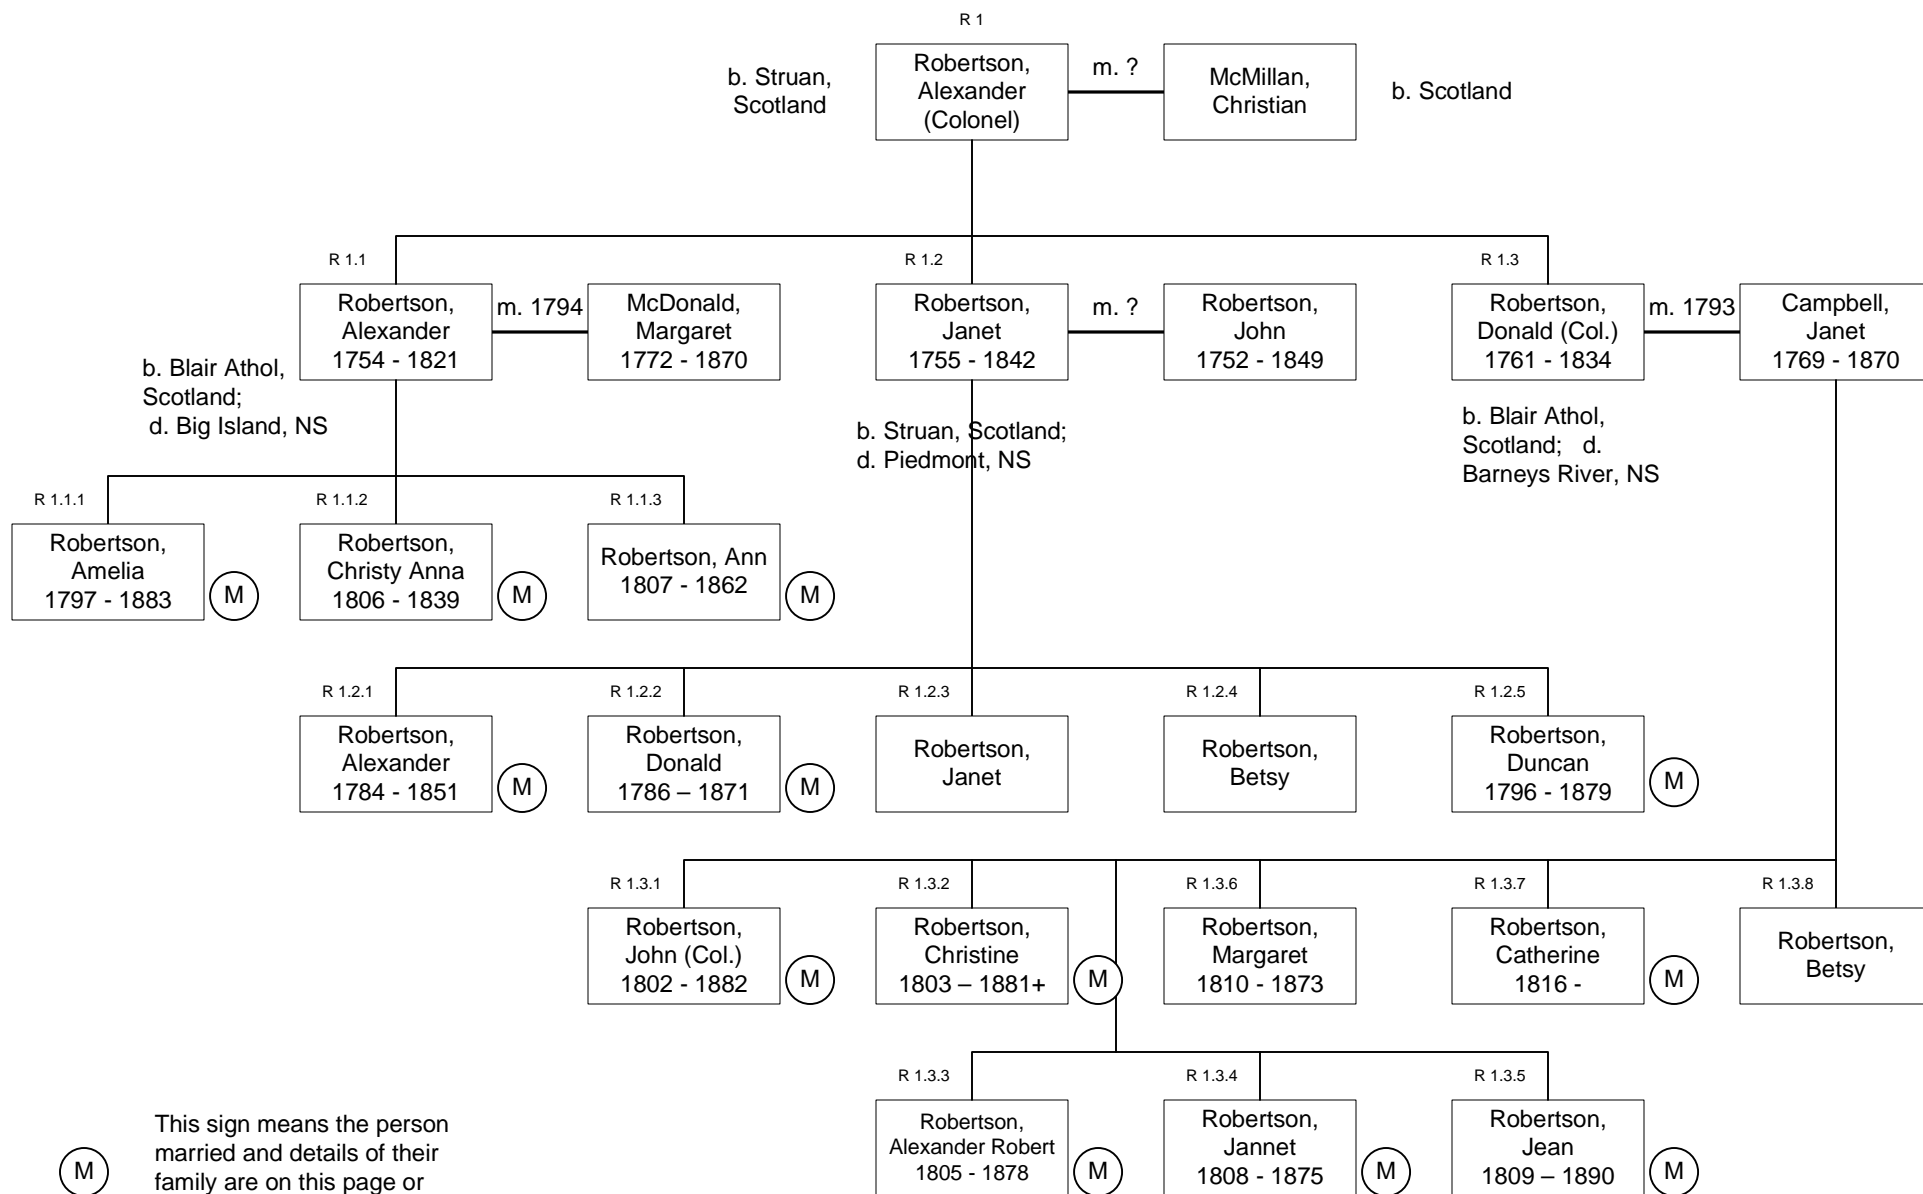 R 1
b. Struan,
Scotland
Robertson,
Alexander
(Colonel)
m. ?
McMillan,
Christian
b. Scotland
R 1.1
Robertson,
Alexander
1754 - 1821
m. 1794
McDonald,
Margaret
1772 - 1870
b. Blair Athol,
Scotland;
d. Big Island, NS
R 1.2
Robertson,
Janet
1755 - 1842
m. ?
Robertson,
John
1752 - 1849
b. Struan, Scotland;
d. Piedmont, NS
R 1.3
Robertson,
Donald (Col.)
1761 - 1834
m. 1793
Campbell,
Janet
1769 - 1870
b. Blair Athol,
Scotland; d.
Barneys River, NS
R 1.1.1
Robertson,
Amelia
1797 - 1883
M
R 1.1.2
Robertson,
Christy Anna
1806 - 1839
M
R 1.1.3
Robertson, Ann
1807 - 1862
M
R 1.2.1
Robertson,
Alexander
1784 - 1851
M
R 1.2.2
Robertson,
Donald
1786 – 1871
M
R 1.2.3
Robertson,
Janet
R 1.2.4
Robertson,
Betsy
R 1.2.5
Robertson,
Duncan
1796 - 1879
M
R 1.3.1
Robertson,
John (Col.)
1802 - 1882
M
R 1.3.2
Robertson,
Christine
1803 – 1881+
M
R 1.3.6
Robertson,
Margaret
1810 - 1873
R 1.3.7
Robertson,
Catherine
1816 -
M
R 1.3.8
Robertson,
Betsy
R 1.3.3
Robertson,
Alexander Robert
1805 - 1878
M
R 1.3.4
Robertson,
Jannet
1808 - 1875
M
R 1.3.5
Robertson,
Jean
1809 – 1890
M
M
This sign means the person
married and details of their
family are on this page or